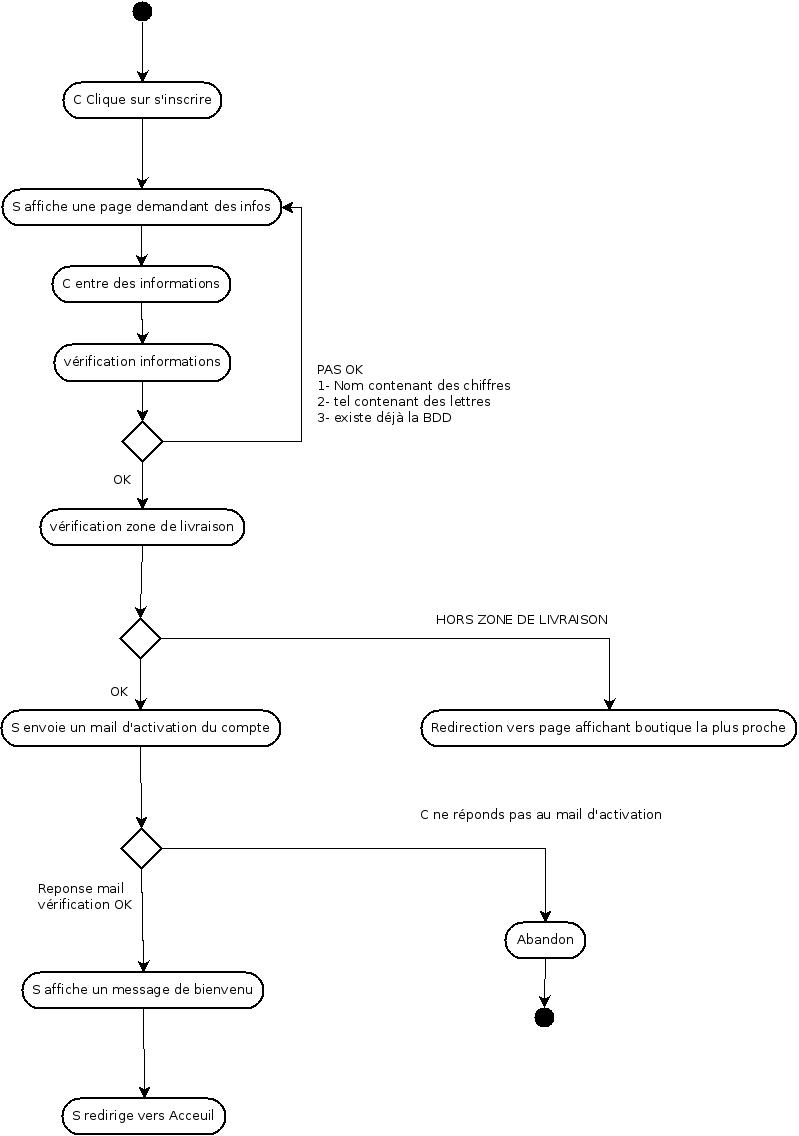 C Clique sur s'inscrire
S affiche une page demandant des infos
C entre des informations
vérification informations
PAS OK
1- Nom contenant des chiffres
2- tel contenant des lettres
3- existe déjà la BDD
OK
vérification zone de livraison
HORS ZONE DE LIVRAISON
OK
S envoie un mail d'activation du compte
Redirection vers page affichant boutique la plus proche
C ne réponds pas au mail d'activation
Reponse mail
vérification OK
Abandon
S affiche un message de bienvenu
S redirige vers Acceuil